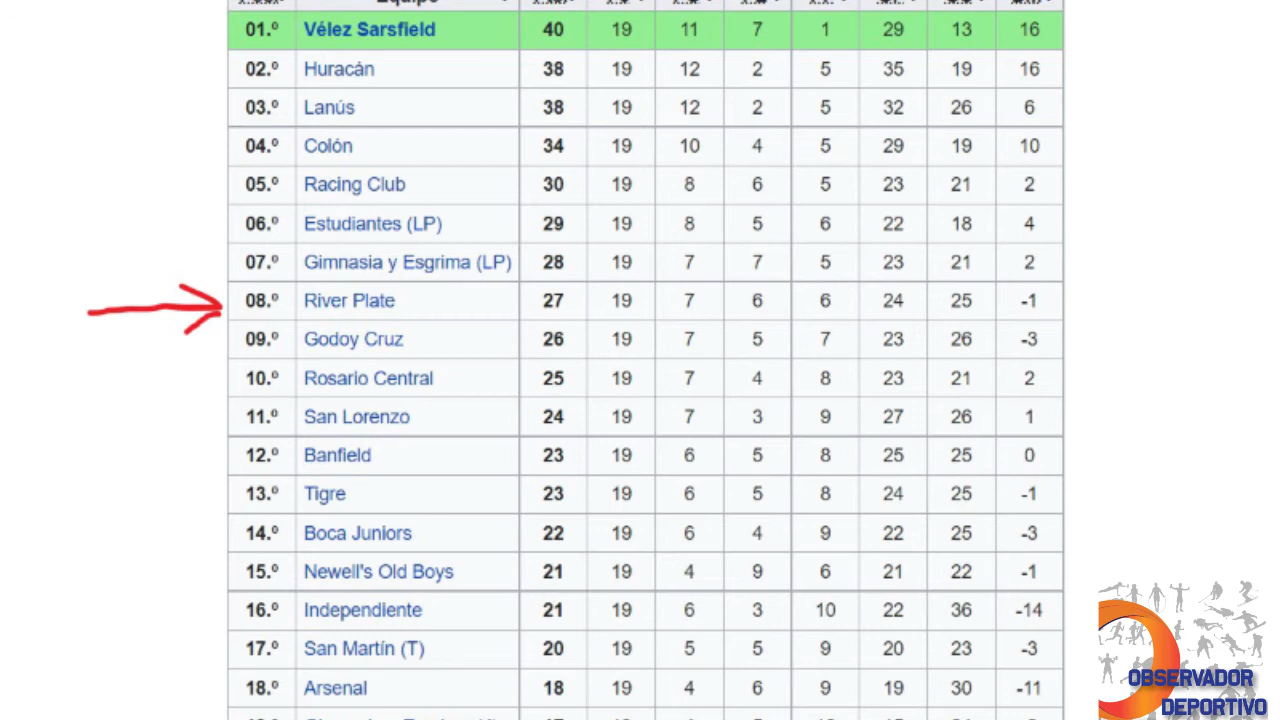 Equipo
01.º Vélez Sarsfield 40 19 11 7 1 29 13 16
02.º Huracán 38 19 12 2 5 35 19 16
03.º Lanús 38 19 12 2 5 32 26 6
04.º Colón 34 19 10 4 5 29 19 10
05.º Racing Club 30 19 8 6 5 23 21 2
06.º Estudiantes (LP) 29 19 8 5 6 22 18 4
07.º Gimnasia y Esgrima (LP) 28 19 7 7 5 23 21 2
08.º River Plate 27 19 7 6 6 24 25 -1
09.º Godoy Cruz 26 19 7 5 7 23 26 -3
10.º Rosario Central 25 19 7 4 8 23 21 2
11.º San Lorenzo 24 19 7 3 9 27 26 1
12.º Banfield 23 19 6 5 8 25 25 0
13.º Tigre 23 19 6 5 8 24 25 -1
14.º Boca Juniors 22 19 6 4 9 22 25 -3
15.º Newell's Old Boys 21 19 4 9 6 21 22 -1
16.º Independiente 21 19 6 3 10 22 36 -14
17.º San Martín (T) 20 19 5 5 9 20 23 -3
18.º Arsenal 18 19 4 6 9 19 30 -11
OBSERVADOR
DEPORTIVO